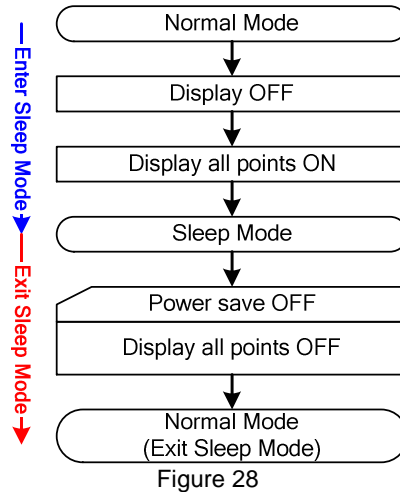 Normal Mode
Enter Sleep Mode
Display OFF
Display all points ON
Sleep Mode
Exit Sleep Mode
Power save OFF
Display all points OFF
Normal Mode
(Exit Sleep Mode)
Figure 28